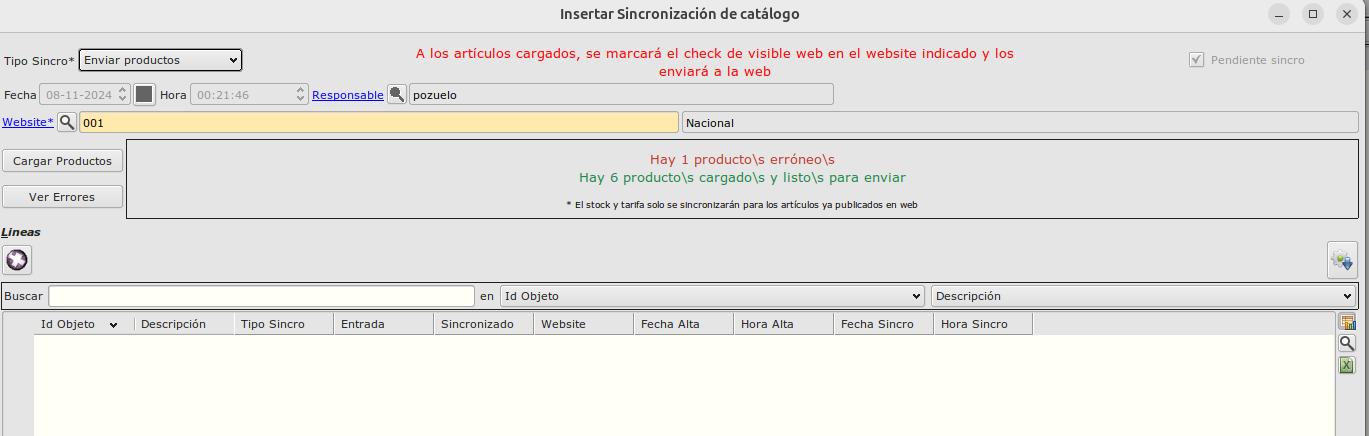 Insertar Sincronización de catálogo
Tipo Sincro* Enviar productos
A los artículos cargados, se marcará el check de visible web en el website indicado y los
enviará a la web
Pendiente sincro
Fecha 08-11-2024 Hora 00:21:46 Responsable pozuelo
Website* 001 Nacional
Cargar Productos
Hay 1 producto\s erróneo\s
Hay 6 producto\s cargado\s y listo\s para enviar
Ver Errores
* El stock y tarifa solo se sincronizarán para los artículos ya publicados en web
Lineas
Buscar en Id Objeto Descripción
Id Objeto Descripción Tipo Sincro Entrada Sincronizado Website Fecha Alta Hora Alta Fecha Sincro Hora Sincro